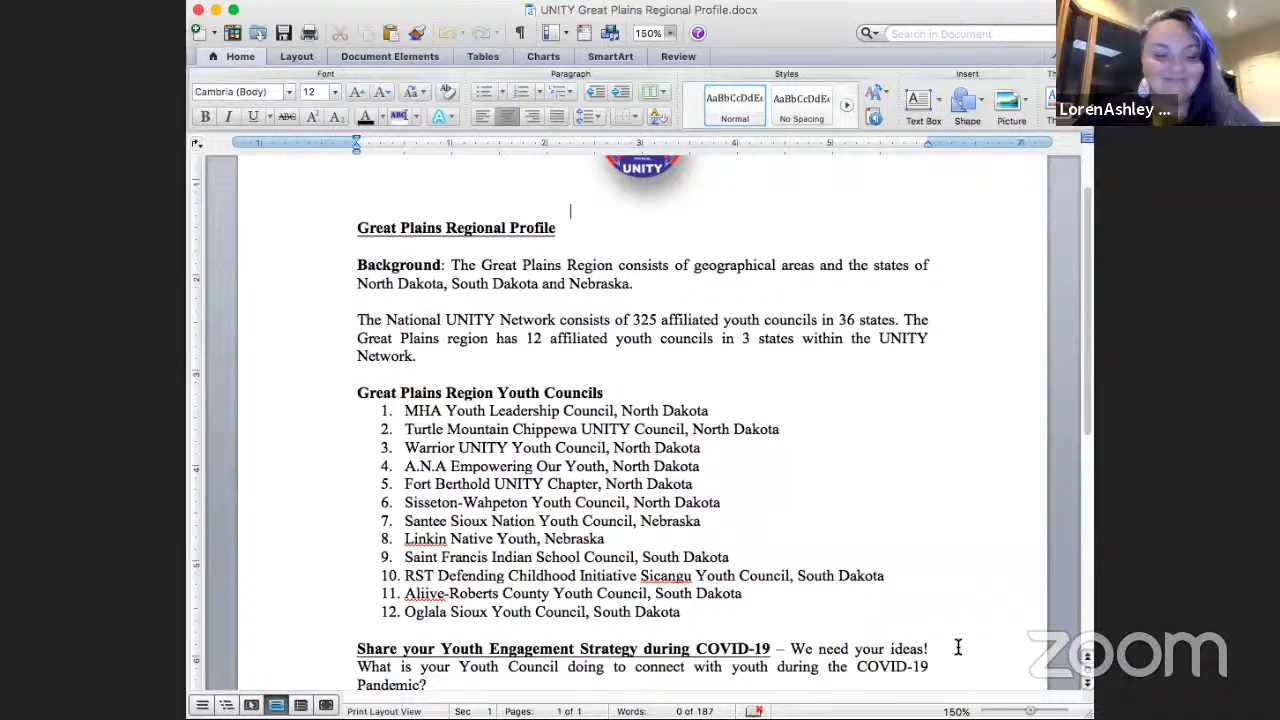 UNITY Great Plains Regional Profile.docx
150%
Search in Document
Home Layout Document Elements Tables Charts SmartArt Review
Font Paragraph Styles Insert
Cambria (Body) 12
AaBbCcDdEe AaBbCcDdEe
Normal No Spacing
Text Box Shape Picture
B I U ABC
LorenAshley ...
UNITY
Great Plains Regional Profile
Background: The Great Plains Region consists of geographical areas and the states of
North Dakota, South Dakota and Nebraska.
The National UNITY Network consists of 325 affiliated youth councils in 36 states. The
Great Plains region has 12 affiliated youth councils in 3 states within the UNITY
Network.
Great Plains Region Youth Councils
1. MHA Youth Leadership Council, North Dakota
2. Turtle Mountain Chippewa UNITY Council, North Dakota
3. Warrior UNITY Youth Council, North Dakota
4. A.N.A Empowering Our Youth, North Dakota
5. Fort Berthold UNITY Chapter, North Dakota
6. Sisseton-Wahpeton Youth Council, North Dakota
7. Santee Sioux Nation Youth Council, Nebraska
8. Linkin Native Youth, Nebraska
9. Saint Francis Indian School Council, South Dakota
10. RST Defending Childhood Initiative Sicangu Youth Council, South Dakota
11. Aliive-Roberts County Youth Council, South Dakota
12. Oglala Sioux Youth Council, South Dakota
Share your Youth Engagement Strategy during COVID-19 – We need your ideas!
What is your Youth Council doing to connect with youth during the COVID-19
Pandemic?
zoom
Print Layout View Sec 1 Pages: 1 of 1 Words: 0 of 187 150%